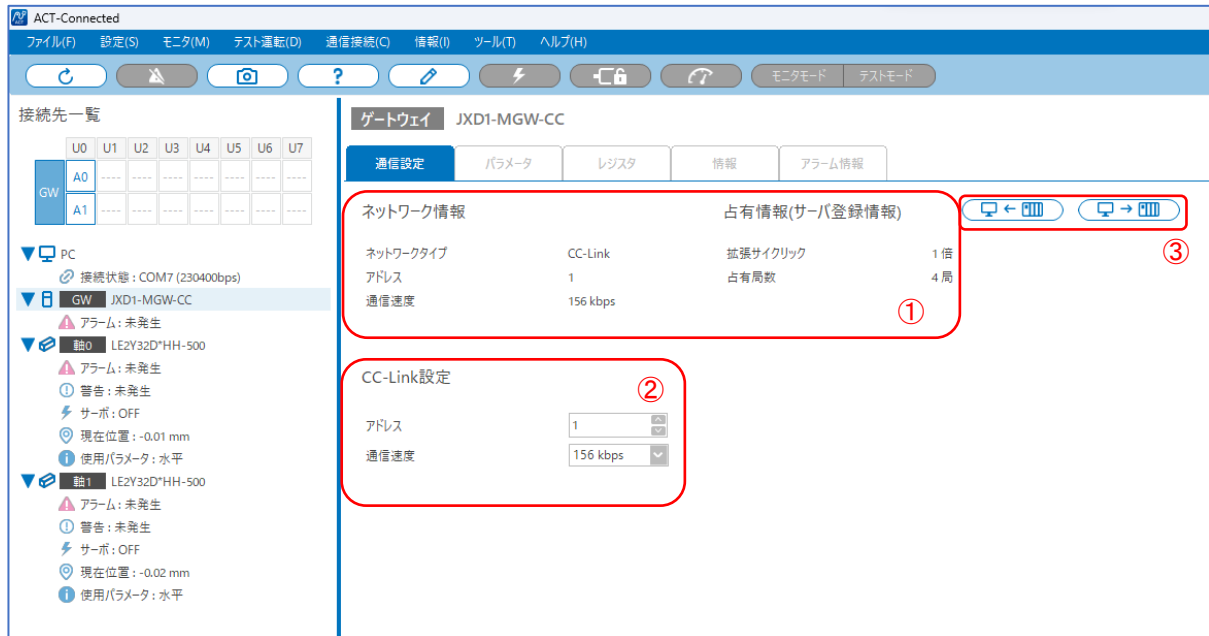 ACT-Connected
ファイル(F) 設定(S) モニタ(M) テスト運転(D) 通信接続(C) 情報(I) ツール(T) ヘルプ(H)
? モニタモード テストモード
接続先一覧
U0 U1 U2 U3 U4 U5 U6 U7
GW
A0 ---- ---- ---- ---- ---- ---- ----
A1 ---- ---- ---- ---- ---- ---- ----
PC
接続状態 : COM7 (230400bps)
GW JXD1-MGW-CC
アラーム : 未発生
軸0 LE2Y32D*HH-500
アラーム : 未発生
警告 : 未発生
サーボ : OFF
現在位置 : -0.01 mm
使用パラメータ : 水平
軸1 LE2Y32D*HH-500
アラーム : 未発生
警告 : 未発生
サーボ : OFF
現在位置 : -0.02 mm
使用パラメータ : 水平
ゲートウェイ JXD1-MGW-CC
通信設定 パラメータ レジスタ 情報 アラーム情報
ネットワーク情報 占有情報(サーバ登録情報)
ネットワークタイプ CC-Link 拡張サイクリック 1 倍
アドレス 1 占有局数 4 局
通信速度 156 kbps
①
③
CC-Link設定
②
アドレス 1
通信速度 156 kbps